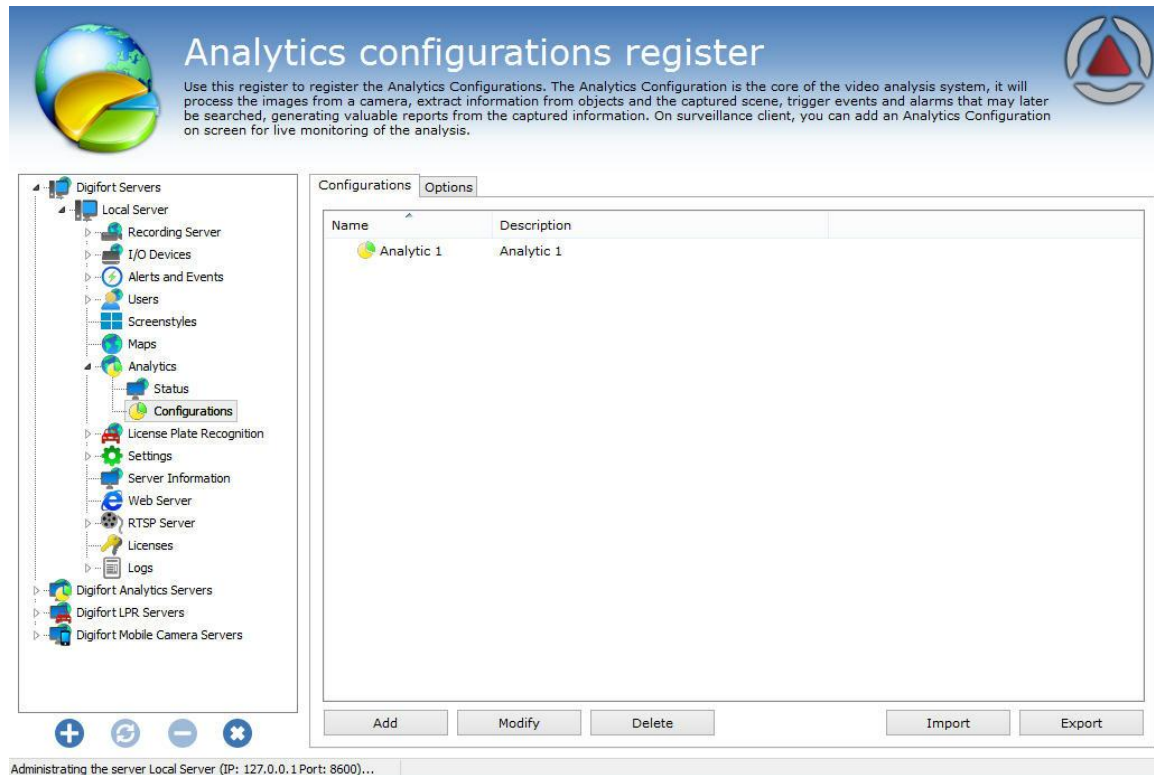 Analytics configurations register
Use this register to register the Analytics Configurations. The Analytics Configuration is the core of the video analysis system, it will
process the images from a camera, extract information from objects and the captured scene, trigger events and alarms that may later
be searched, generating valuable reports from the captured information. On surveillance client, you can add an Analytics Configuration
on screen for live monitoring of the analysis.
Digifort Servers
Local Server
Recording Server
I/O Devices
Alerts and Events
Users
Screenstyles
Maps
Analytics
Status
Configurations
License Plate Recognition
Settings
Server Information
Web Server
RTSP Server
Licenses
Logs
Digifort Analytics Servers
Digifort LPR Servers
Digifort Mobile Camera Servers
Configurations Options
Name Description
Analytic 1 Analytic 1
Add Modify Delete Import Export
Administrating the server Local Server (IP: 127.0.0.1 Port: 8600)...